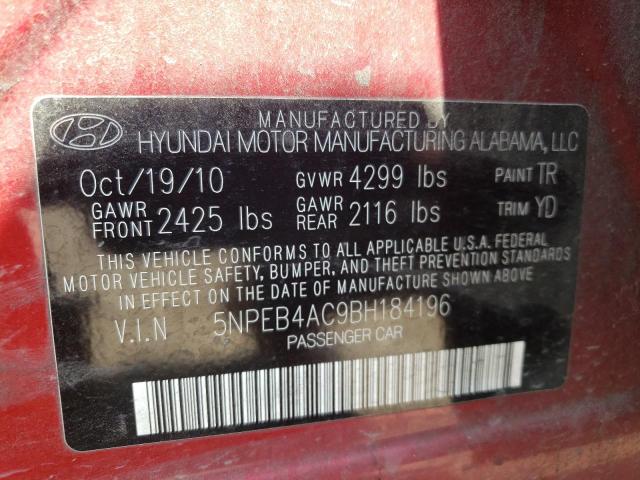 MANUFACTURED BY
HYUNDAI MOTOR MANUFACTURING ALABAMA, LLC
Oct/19/10 GVWR 4299 lbs PAINT TR
GAWR FRONT 2425 lbs GAWR REAR 2116 lbs TRIM YD
THIS VEHICLE CONFORMS TO ALL APPLICABLE U.S.A. FEDERAL
MOTOR VEHICLE SAFETY, BUMPER, AND THEFT PREVENTION STANDARDS
IN EFFECT ON THE DATE OF MANUFACTURE SHOWN ABOVE.
V.I.N 5NPEB4AC9BH184196
PASSENGER CAR